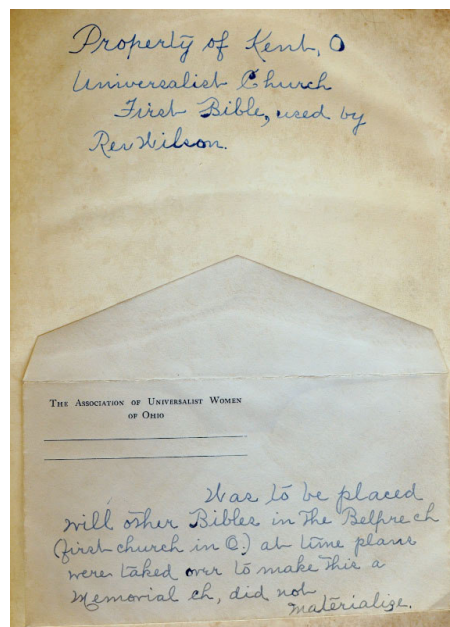 Property of Kent, O
Universalist Church
First Bible, used by
Rev Wilson.
The Association of Universalist Women
of Ohio
Was to be placed
will other Bibles in the Belpre ch
(first church in O.) at time plans
were taked over to make this a
Memorial ch, did not
materialize.